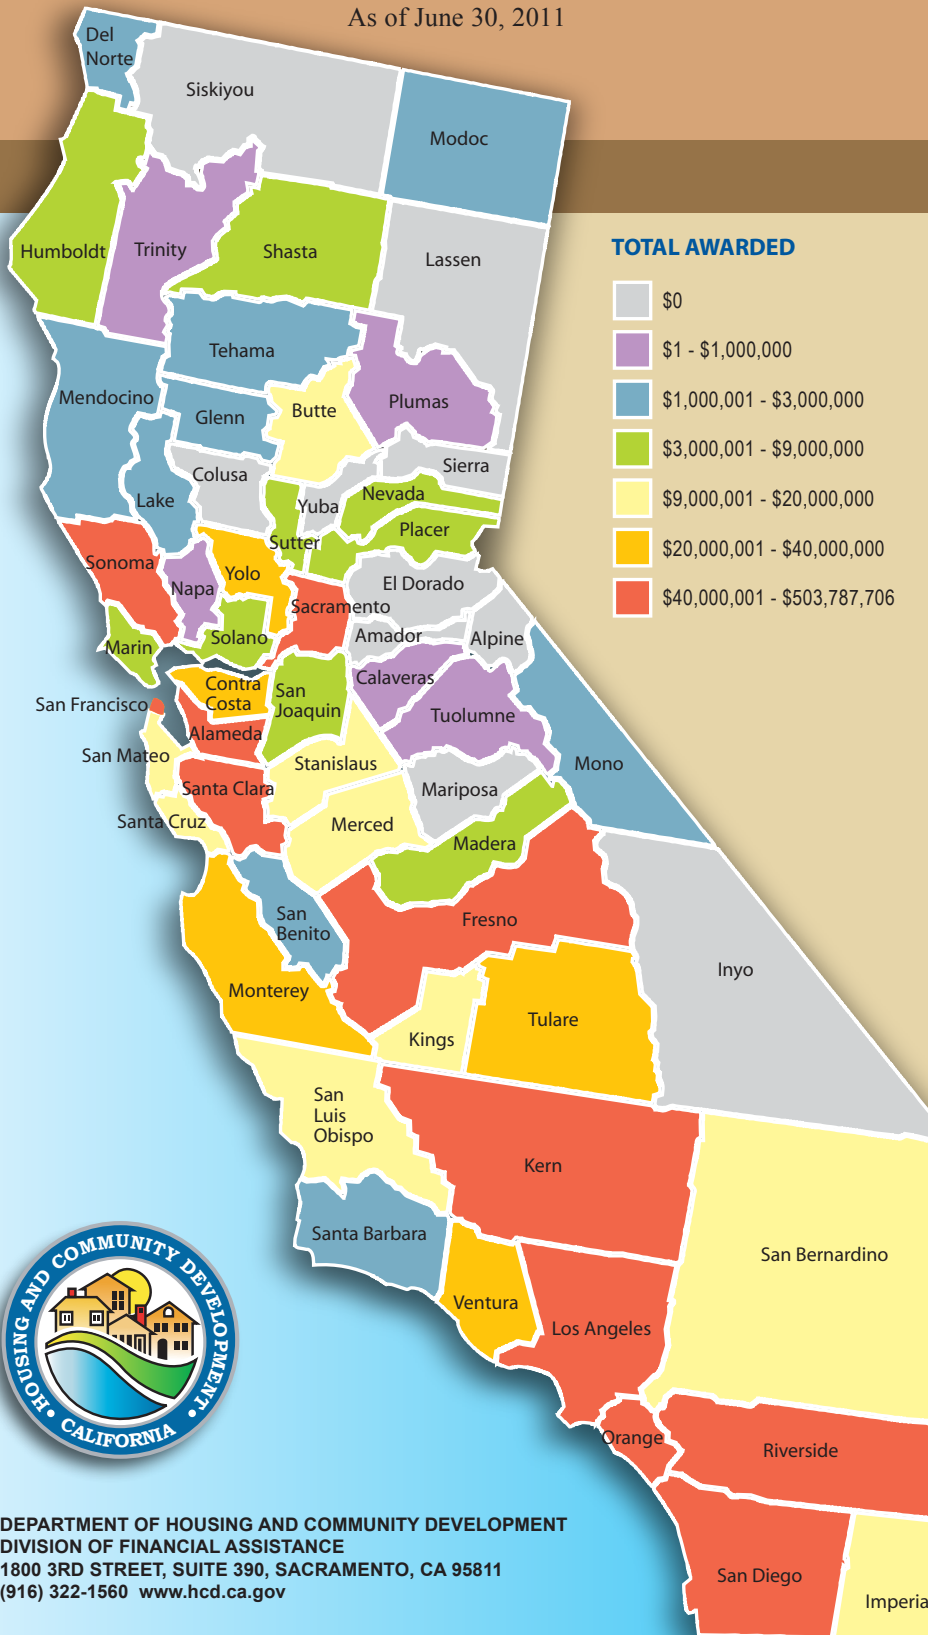 As of June 30, 2011
Del
Norte
Siskiyou
Modoc
Humboldt
Trinity
Shasta
Lassen
TOTAL AWARDED
$0
$1 - $1,000,000
$1,000,001 - $3,000,000
$3,000,001 - $9,000,000
$9,000,001 - $20,000,000
$20,000,001 - $40,000,000
$40,000,001 - $503,787,706
Tehama
Mendocino
Glenn
Butte
Plumas
Colusa
Sierra
Lake
Yuba
Nevada
Sutter
Placer
Sonoma
Napa
Yolo
El Dorado
Sacramento
Solano
Amador
Alpine
Marin
Calaveras
Contra
Costa
San
Joaquin
San Francisco
Tuolumne
Alameda
San Mateo
Stanislaus
Mono
Santa Clara
Mariposa
Santa Cruz
Merced
Madera
San
Benito
Fresno
Inyo
Monterey
Tulare
Kings
San
Luis
Obispo
Kern
Santa Barbara
San Bernardino
Ventura
Los Angeles
Orange
Riverside
San Diego
Imperia
HOUSING AND COMMUNITY DEVELOPMENT
• CALIFORNIA •
DEPARTMENT OF HOUSING AND COMMUNITY DEVELOPMENT
DIVISION OF FINANCIAL ASSISTANCE
1800 3RD STREET, SUITE 390, SACRAMENTO, CA 95811
(916) 322-1560 www.hcd.ca.gov